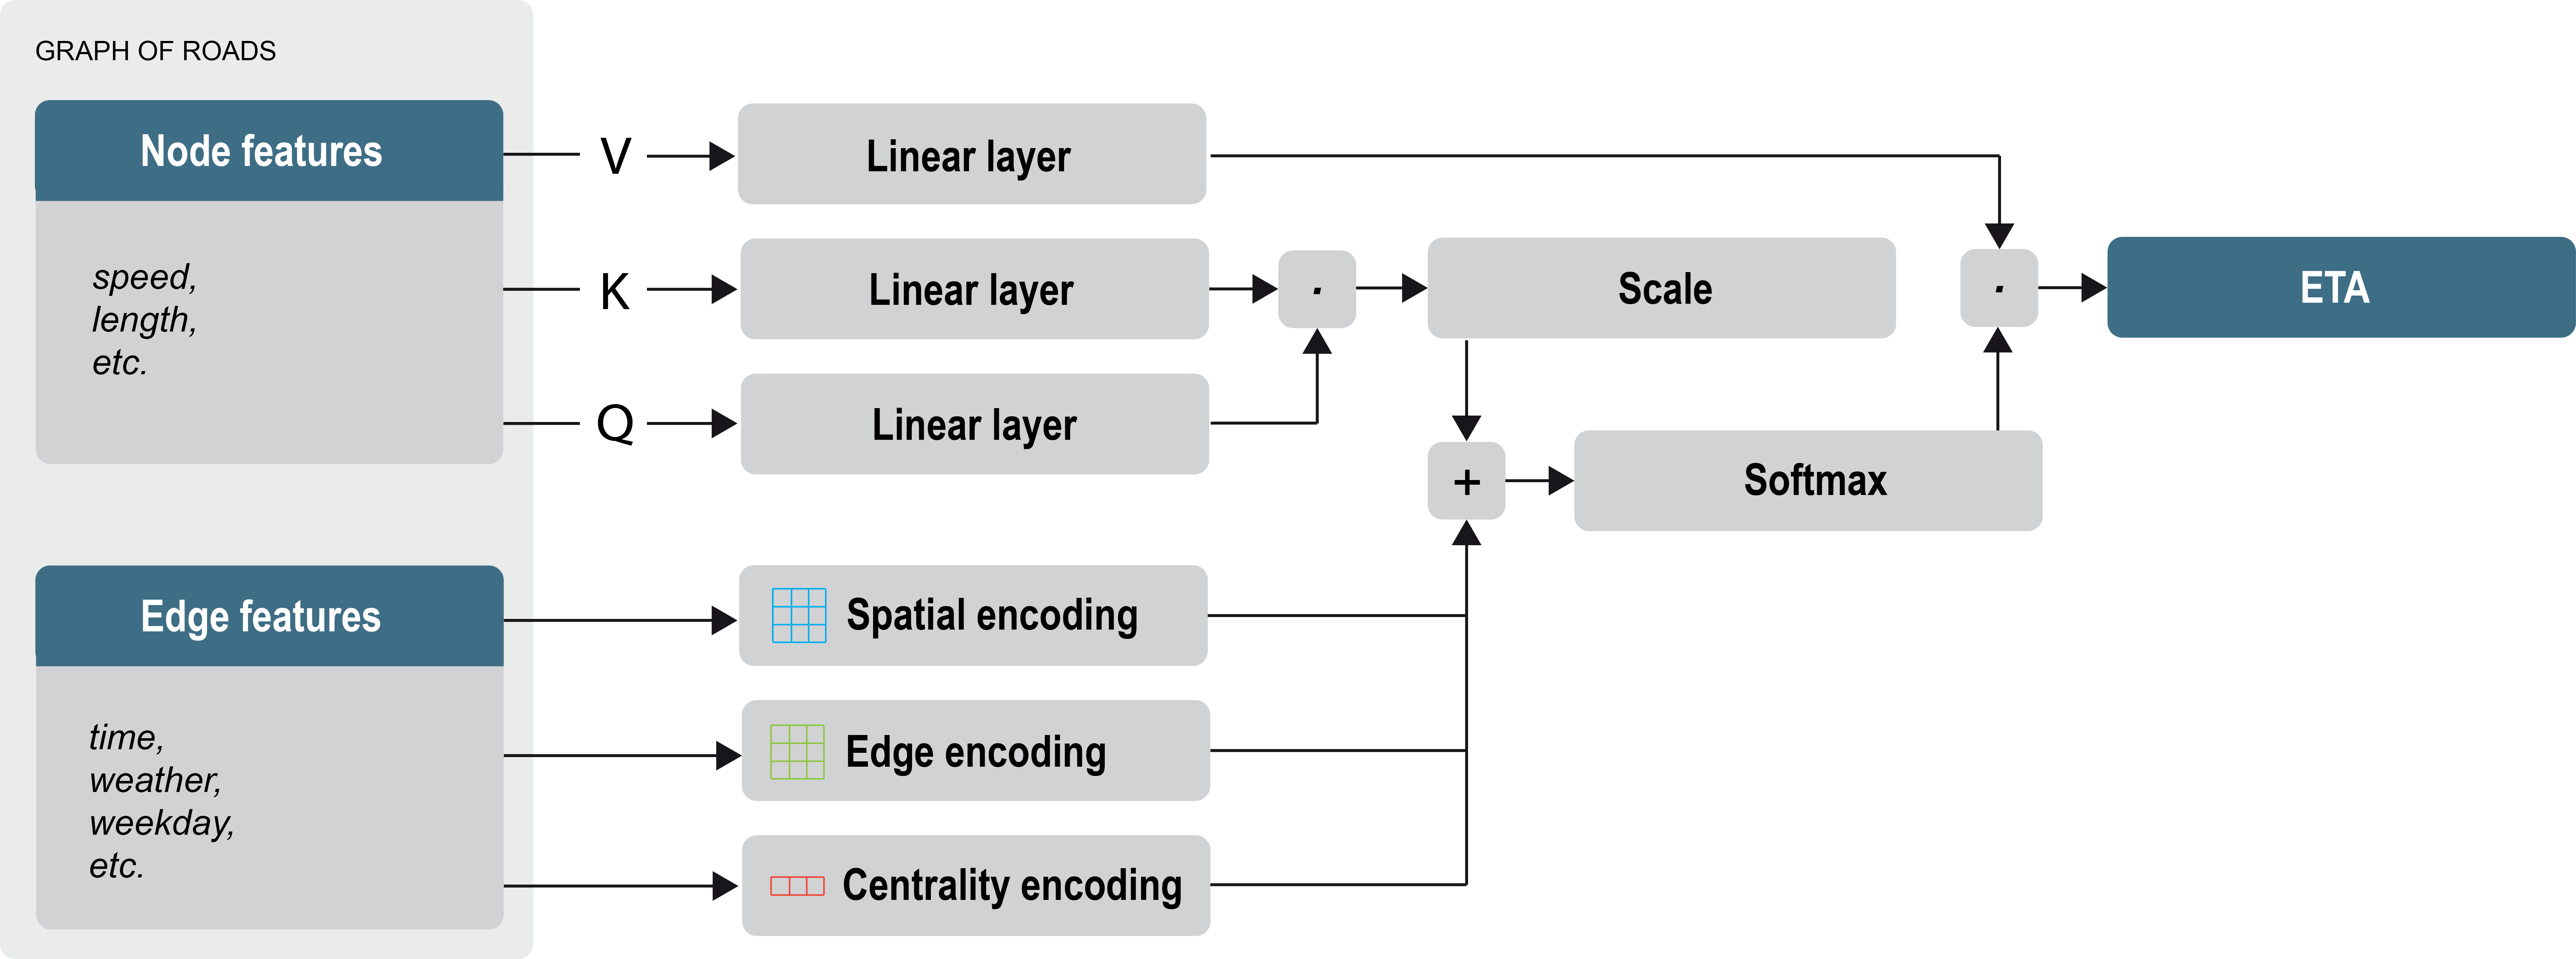 GRAPH OF ROADS
Node features
speed,
length,
etc.
V
Linear layer
K
Linear layer
·
Scale
·
ETA
Q
Linear layer
+
Softmax
Edge features
time,
weather,
weekday,
etc.
Spatial encoding
Edge encoding
Centrality encoding